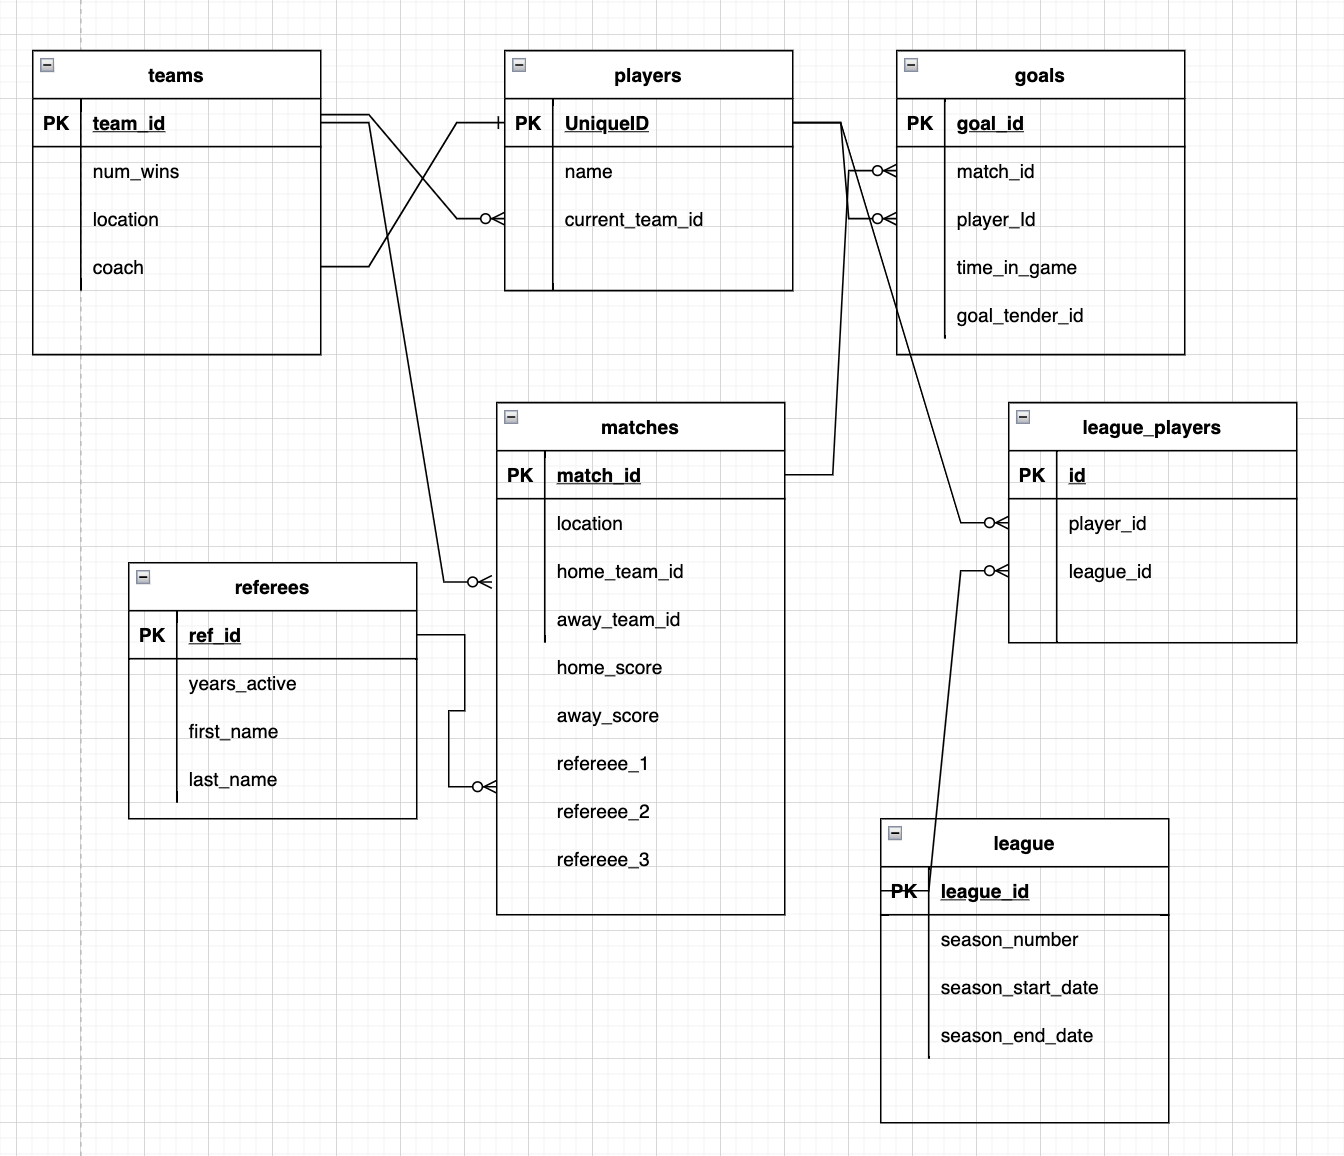 teams
PK team_id
num_wins
location
coach
players
PK UniqueID
name
current_team_id
goals
PK goal_id
match_id
player_Id
time_in_game
goal_tender_id
matches
PK match_id
location
home_team_id
away_team_id
home_score
away_score
refereee_1
refereee_2
refereee_3
league_players
PK id
player_id
league_id
referees
PK ref_id
years_active
first_name
last_name
league
PK league_id
season_number
season_start_date
season_end_date